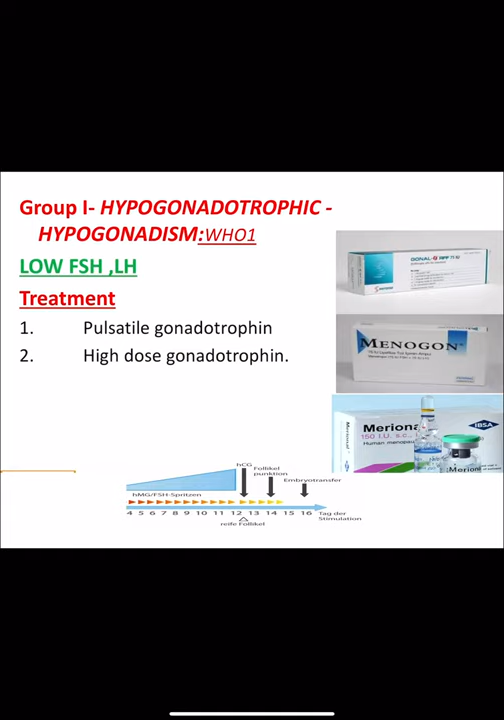 Group I- HYPOGONADOTROPHIC -
HYPOGONADISM:WHO1
LOW FSH ,LH
Treatment
1. Pulsatile gonadotrophin
2. High dose gonadotrophin.
GONAL-
MENOGON
Meriona
150 I.U. s.c.,
Human menopau
IBSA
Merion
hCG
Follikel
punktion
Embryotransfer
hMG/FSH-Spritzen
4 5 6 7 8 9 10 11 12 13 14 15 16 Tag der
Stimulation
reife Follikel